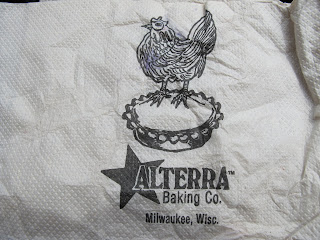 ALTERRA™
Baking Co.
Milwaukee, Wisc.